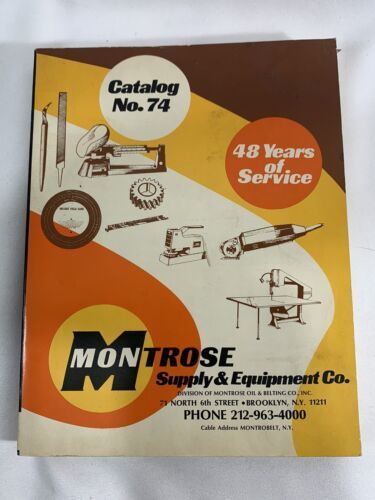 Catalog
No. 74
48 Years
of
Service
MONTROSE
Supply & Equipment Co.
DIVISION OF MONTROSE OIL & BELTING CO., INC.
71 NORTH 6th STREET • BROOKLYN, N.Y. 11211
PHONE 212-963-4000
Cable Address MONTROBELT, N.Y.